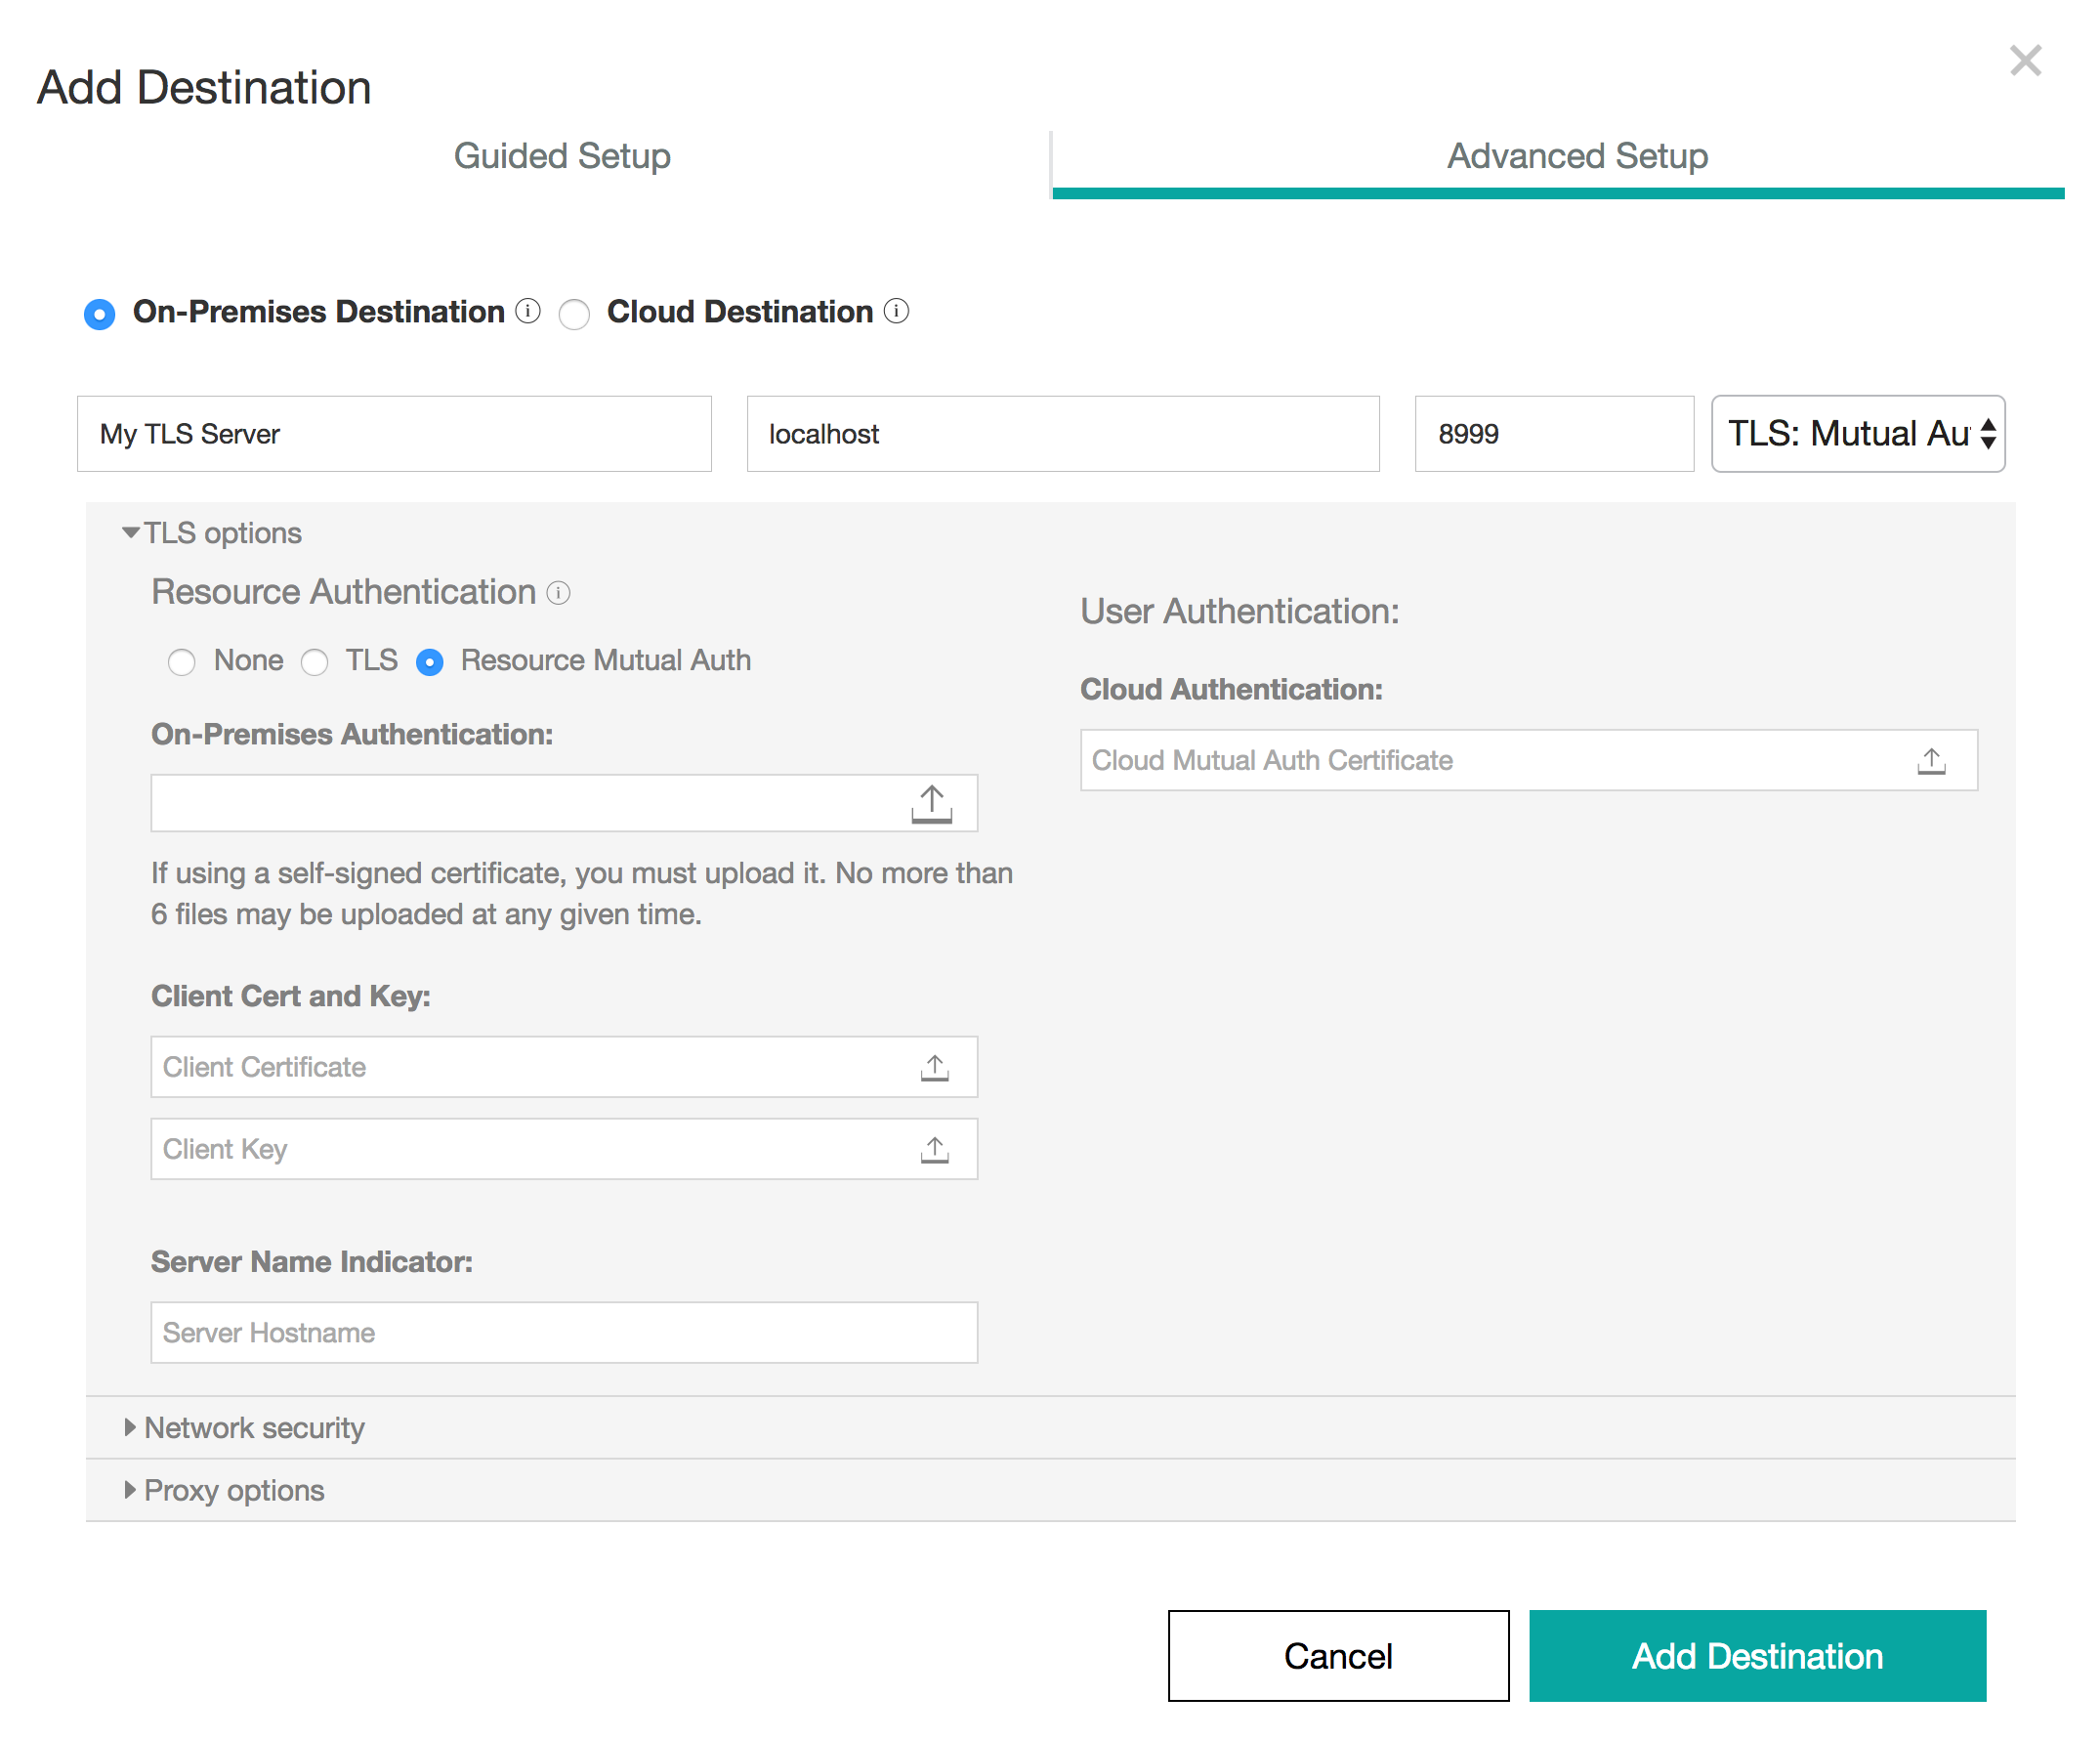 Add Destination
Guided Setup
Advanced Setup
On-Premises Destination
Cloud Destination
My TLS Server
localhost
8999
TLS: Mutual Au
TLS options
Resource Authentication
None
TLS
Resource Mutual Auth
On-Premises Authentication:
If using a self-signed certificate, you must upload it. No more than
6 files may be uploaded at any given time.
Client Cert and Key:
Client Certificate
Client Key
Server Name Indicator:
Server Hostname
User Authentication:
Cloud Authentication:
Cloud Mutual Auth Certificate
Network security
Proxy options
Cancel
Add Destination